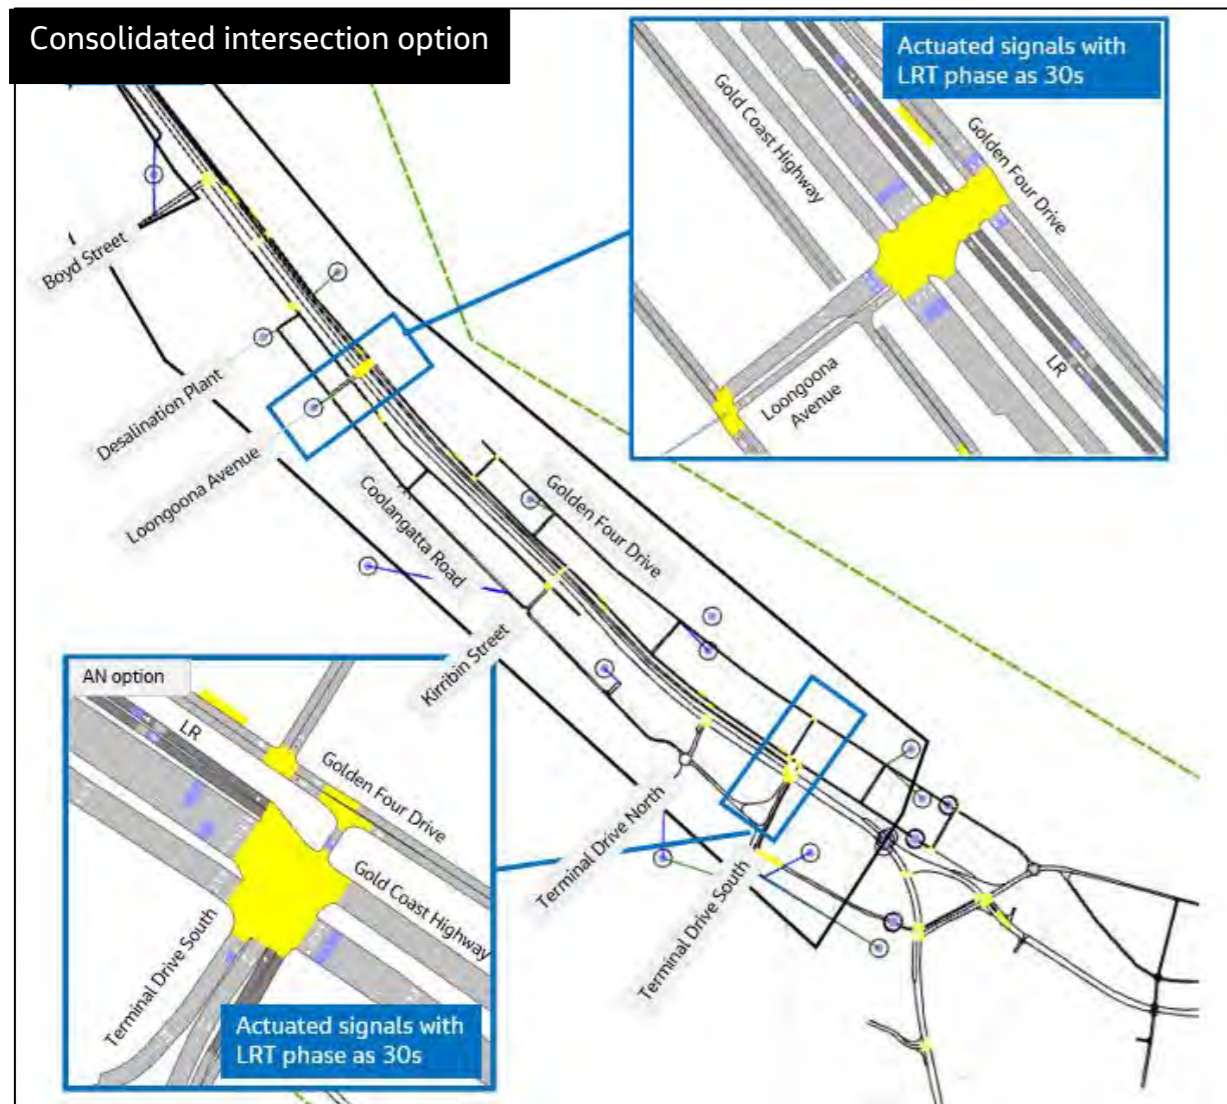 Consolidated intersection option
Actuated signals with
LRT phase as 30s
Gold Coast Highway
Golden Four Drive
LR
Loongoona
Avenue
Boyd Street
Desalination Plant
Loongoona Avenue
Coolangatta Road
Golden Four Drive
Kirribin Street
Terminal Drive North
Terminal Drive South
AN option
LR
Golden Four Drive
Gold Coast Highway
Terminal Drive South
Actuated signals with
LRT phase as 30s